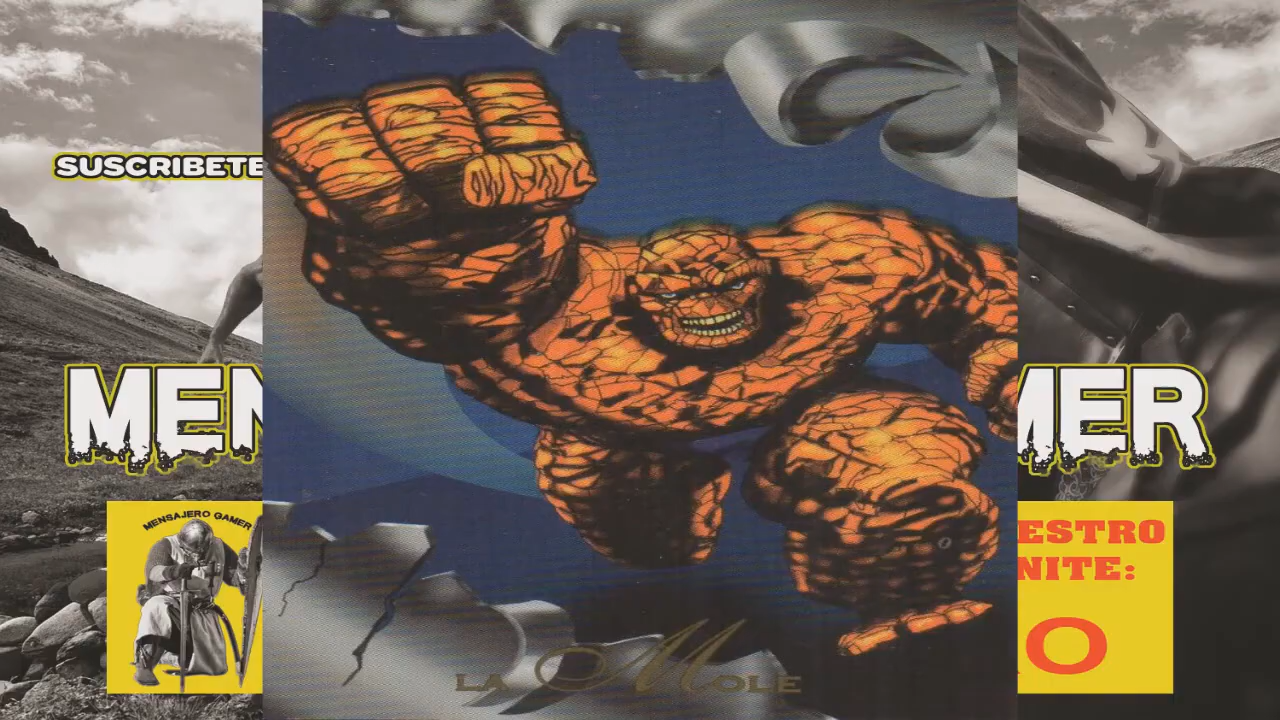 SUSCRIBETE
MEN
MER
MENSAJERO GAMER
ESTRO
NITE:
O
LA MOLE